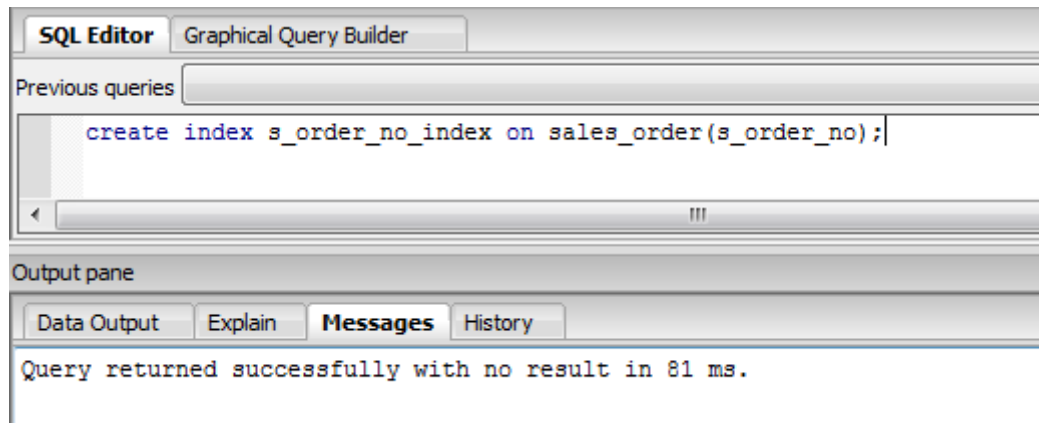 SQL Editor Graphical Query Builder
Previous queries
create index s_order_no_index on sales_order(s_order_no);
Output pane
Data Output Explain Messages History
Query returned successfully with no result in 81 ms.